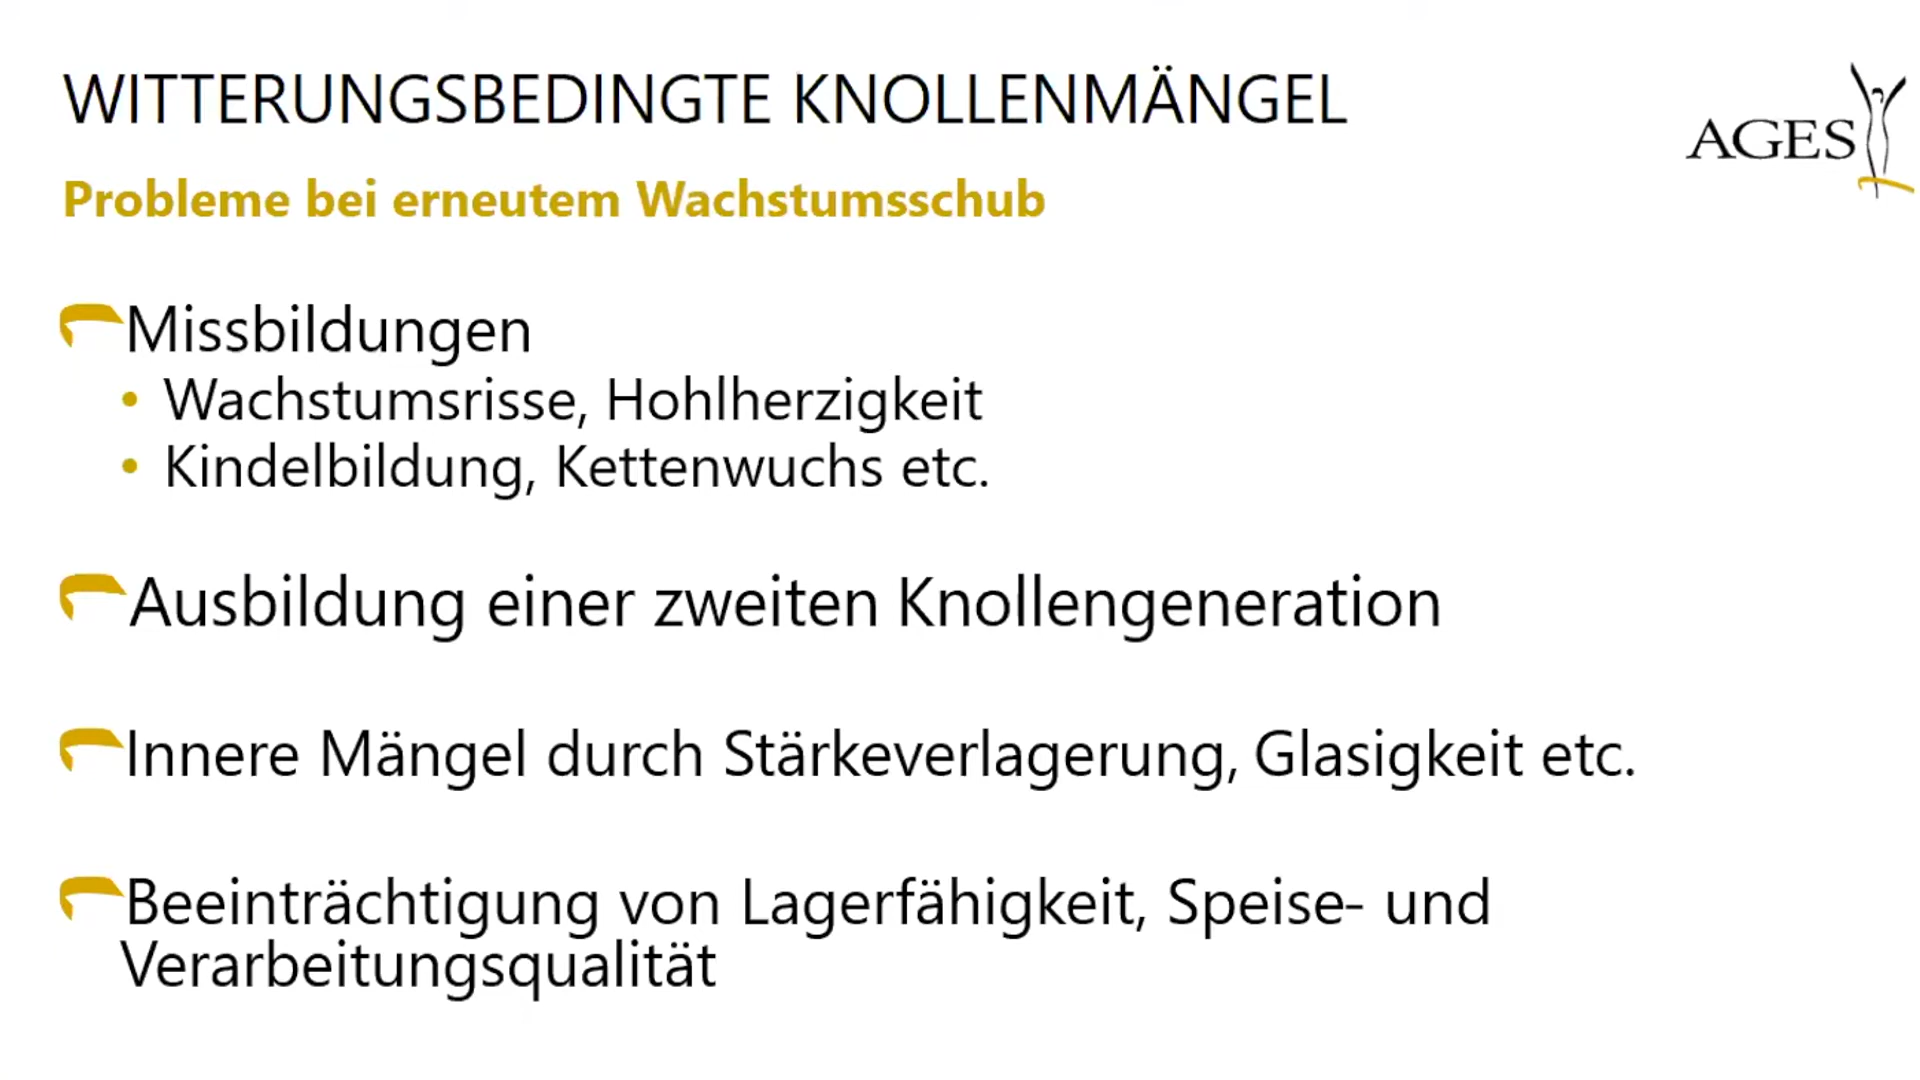 WITTERUNGSBEDINGTE KNOLLENMÄNGEL
AGES
Probleme bei erneutem Wachstumsschub
Missbildungen
• Wachstumsrisse, Hohlherzigkeit
• Kindelbildung, Kettenwuchs etc.
Ausbildung einer zweiten Knollengeneration
Innere Mängel durch Stärkeverlagerung, Glasigkeit etc.
Beeinträchtigung von Lagerfähigkeit, Speise- und
Verarbeitungsqualität